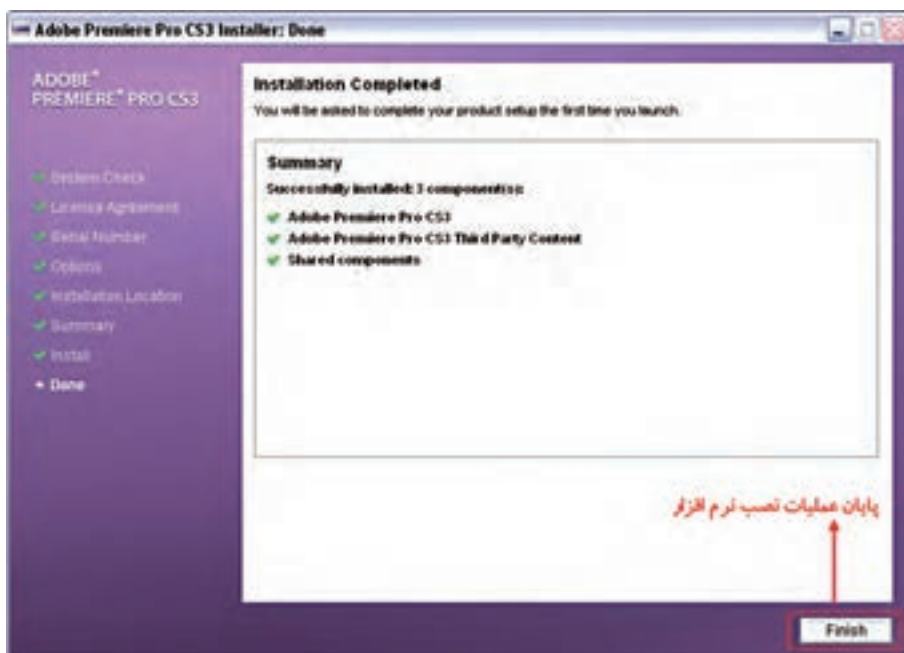 Adobe Premiere Pro CS3 Installer: Done
ADOBE®
PREMIERE® PRO CS3
System Check
License Agreement
Serial Number
Options
Installation Location
Summary
Install
Done
Installation Completed
You will be asked to complete your product setup the first time you launch.
Summary
Successfully installed: 3 component(s):
Adobe Premiere Pro CS3
Adobe Premiere Pro CS3 Third Party Content
Shared components
پایان عملیات نصب نرم افزار
Finish